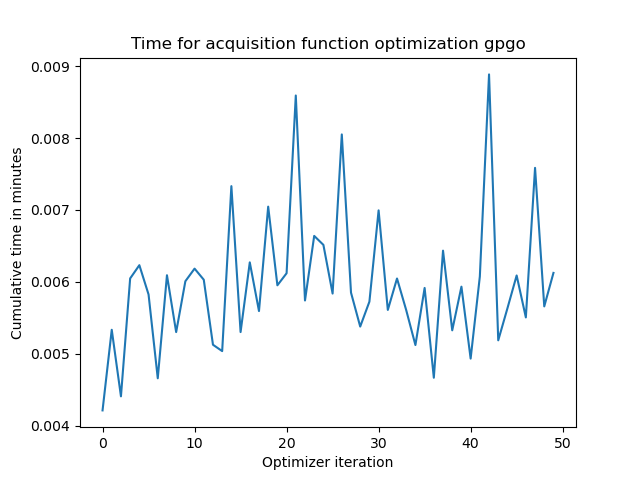 Time for acquisition function optimization gpgo
Cumulative time in minutes
0.009
0.008
0.007
0.006
0.005
0.004
0 10 20 30 40 50
Optimizer iteration